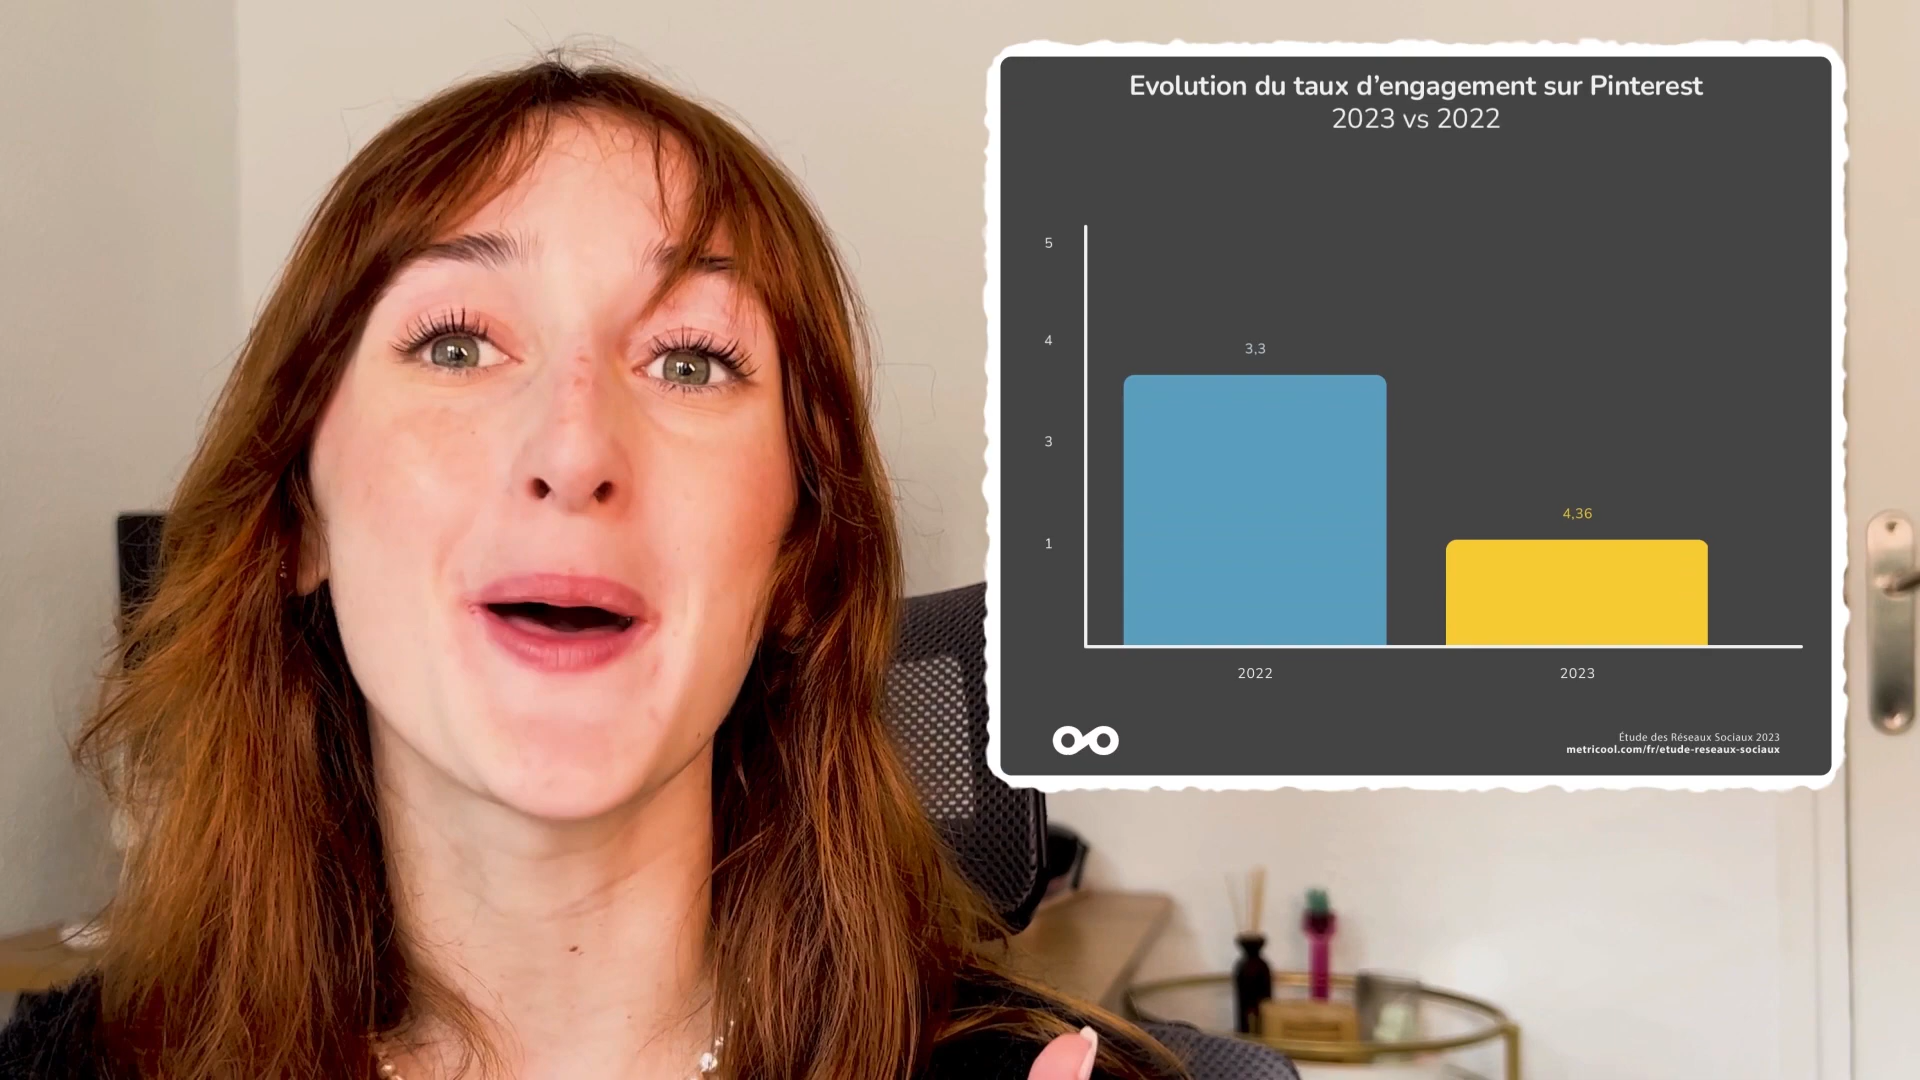 Evolution du taux d’engagement sur Pinterest
2023 vs 2022
5
4
3
1
3,3
4,36
2022
2023
Étude des Réseaux Sociaux 2023
metricool.com/fr/etude-reseaux-sociaux